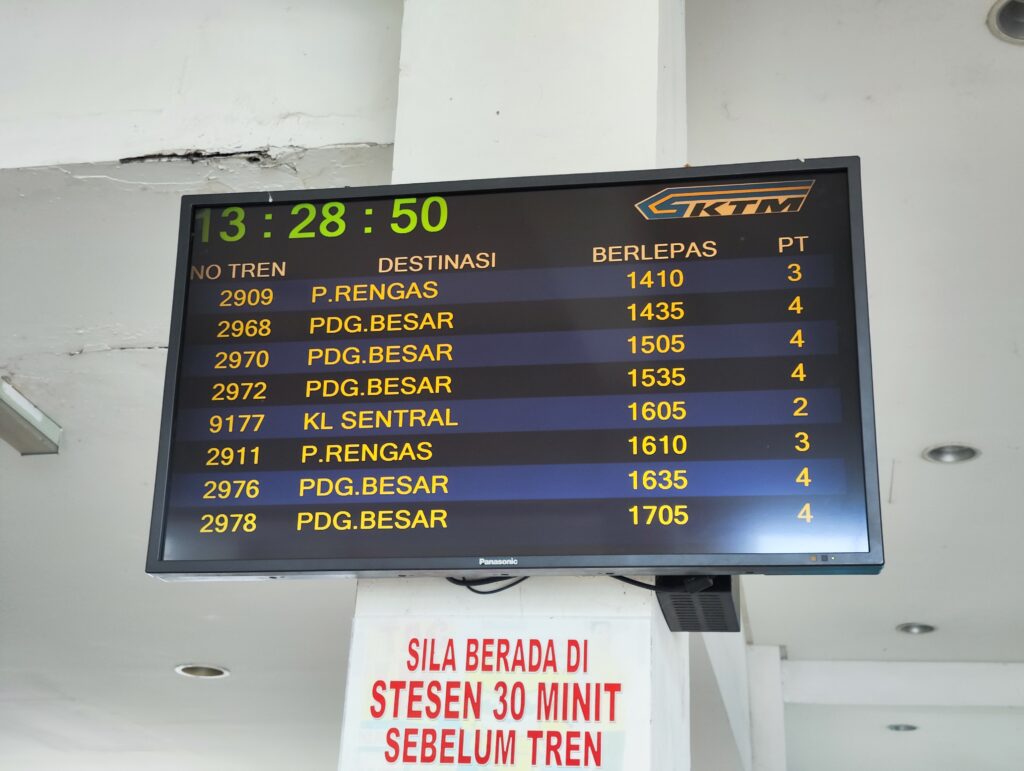 13 : 28 : 50
KTM
NO TREN DESTINASI BERLEPAS PT
2909 P.RENGAS 1410 3
2968 PDG.BESAR 1435 4
2970 PDG.BESAR 1505 4
2972 PDG.BESAR 1535 4
9177 KL SENTRAL 1605 2
2911 P.RENGAS 1610 3
2976 PDG.BESAR 1635 4
2978 PDG.BESAR 1705 4
Panasonic
SILA BERADA DI
STESEN 30 MINIT
SEBELUM TREN